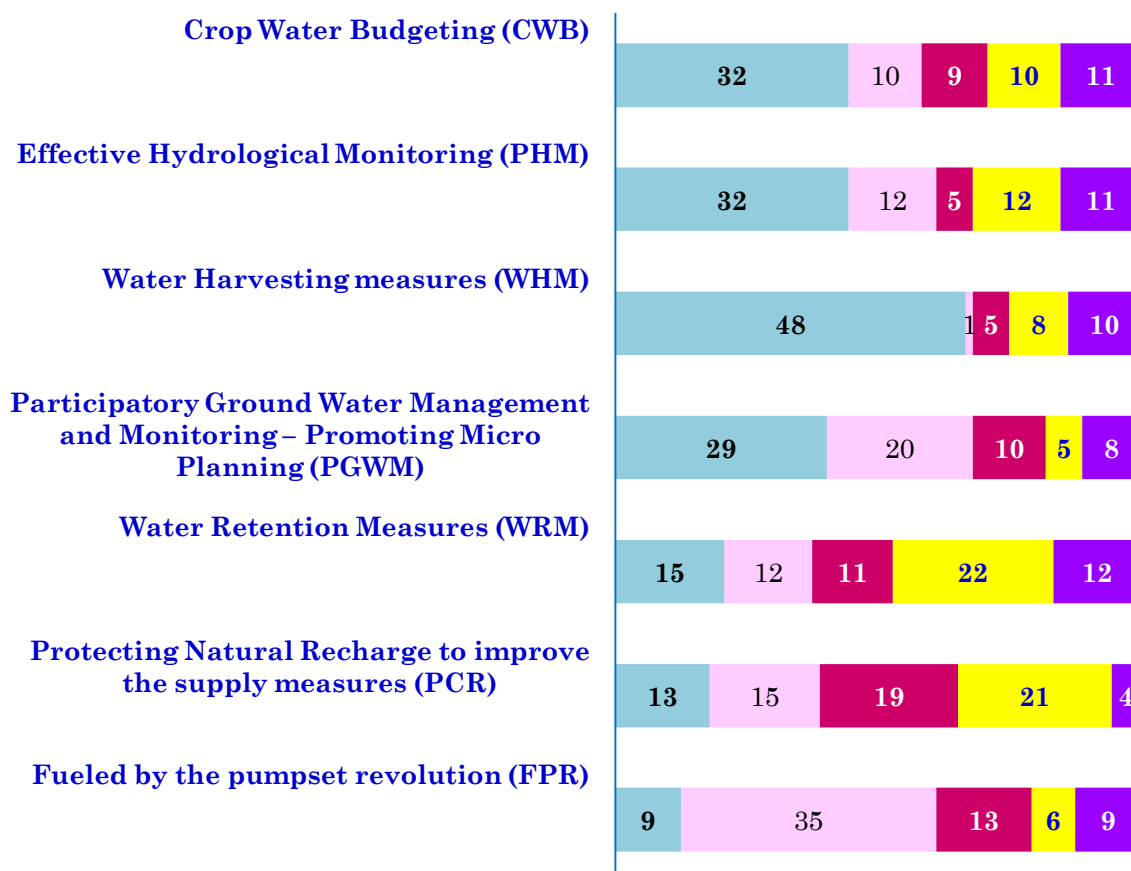 Crop Water Budgeting (CWB)
32 10 9 10 11
Effective Hydrological Monitoring (PHM)
32 12 5 12 11
Water Harvesting measures (WHM)
48 1 5 8 10
Participatory Ground Water Management
and Monitoring – Promoting Micro
Planning (PGWM)
29 20 10 5 8
Water Retention Measures (WRM)
15 12 11 22 12
Protecting Natural Recharge to improve
the supply measures (PCR)
13 15 19 21 4
Fueled by the pumpset revolution (FPR)
9 35 13 6 9